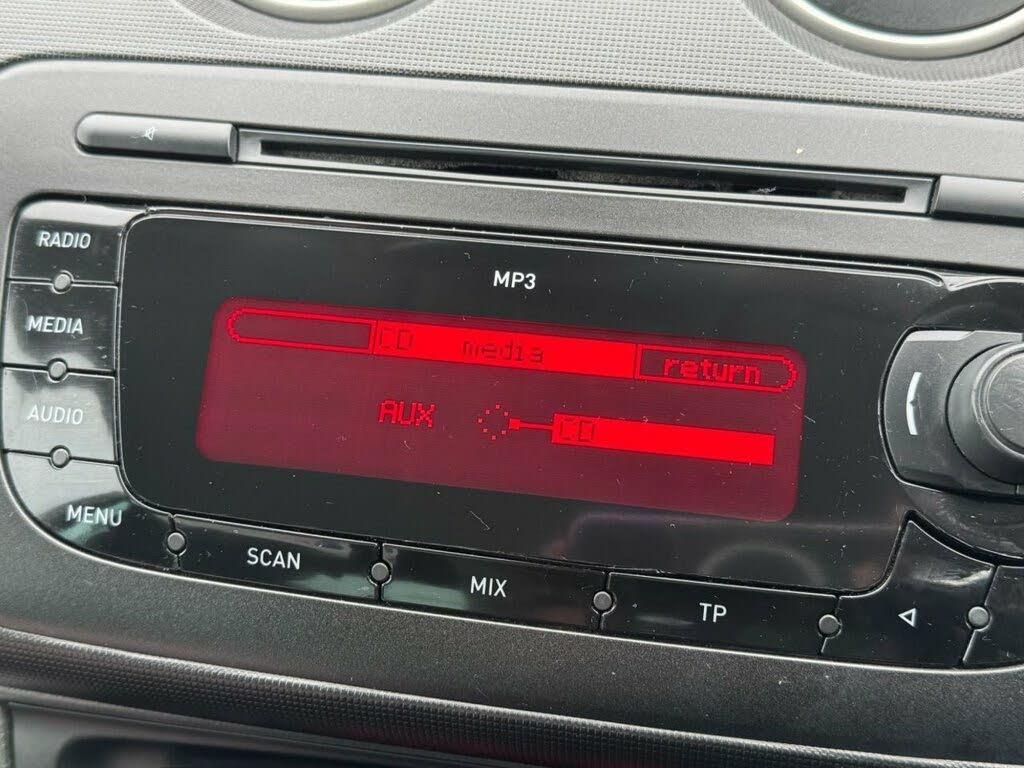 RADIO
MP3
MEDIA
CD media return
AUX CD
AUDIO
MENU
SCAN
MIX
TP